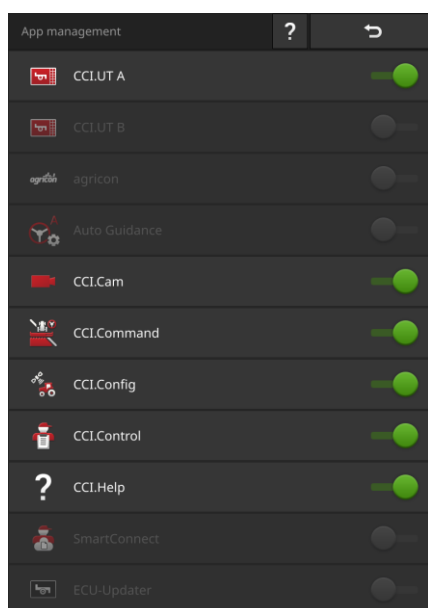 App management
?
CCI.UT A
CCI.UT B
agricon
agricon
A
Auto Guidance
CCI.Cam
CCI.Command
CCI.Config
CCI.Control
?
CCI.Help
SmartConnect
ECU-Updater